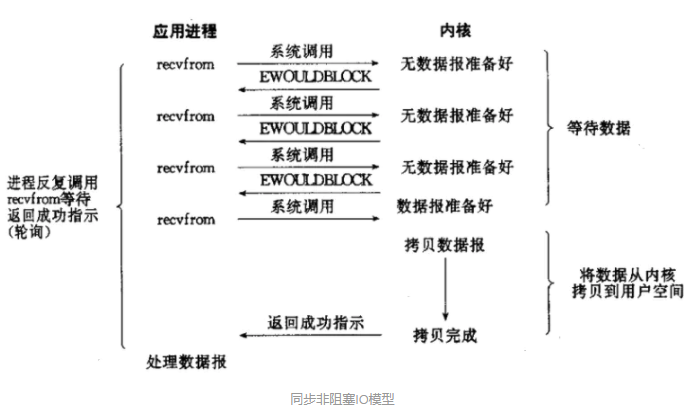 应用进程
内核
recvfrom
系统调用
无数据报准备好
EWOULDBLOCK
recvfrom
系统调用
无数据报准备好
EWOULDBLOCK
等待数据
recvfrom
系统调用
无数据报准备好
EWOULDBLOCK
进程反复调用
recvfrom等待
返回成功指示
(轮询)
recvfrom
系统调用
数据报准备好
拷贝数据报
将数据从内核
拷贝到用户空间
返回成功指示
拷贝完成
处理数据报
同步非阻塞IO模型